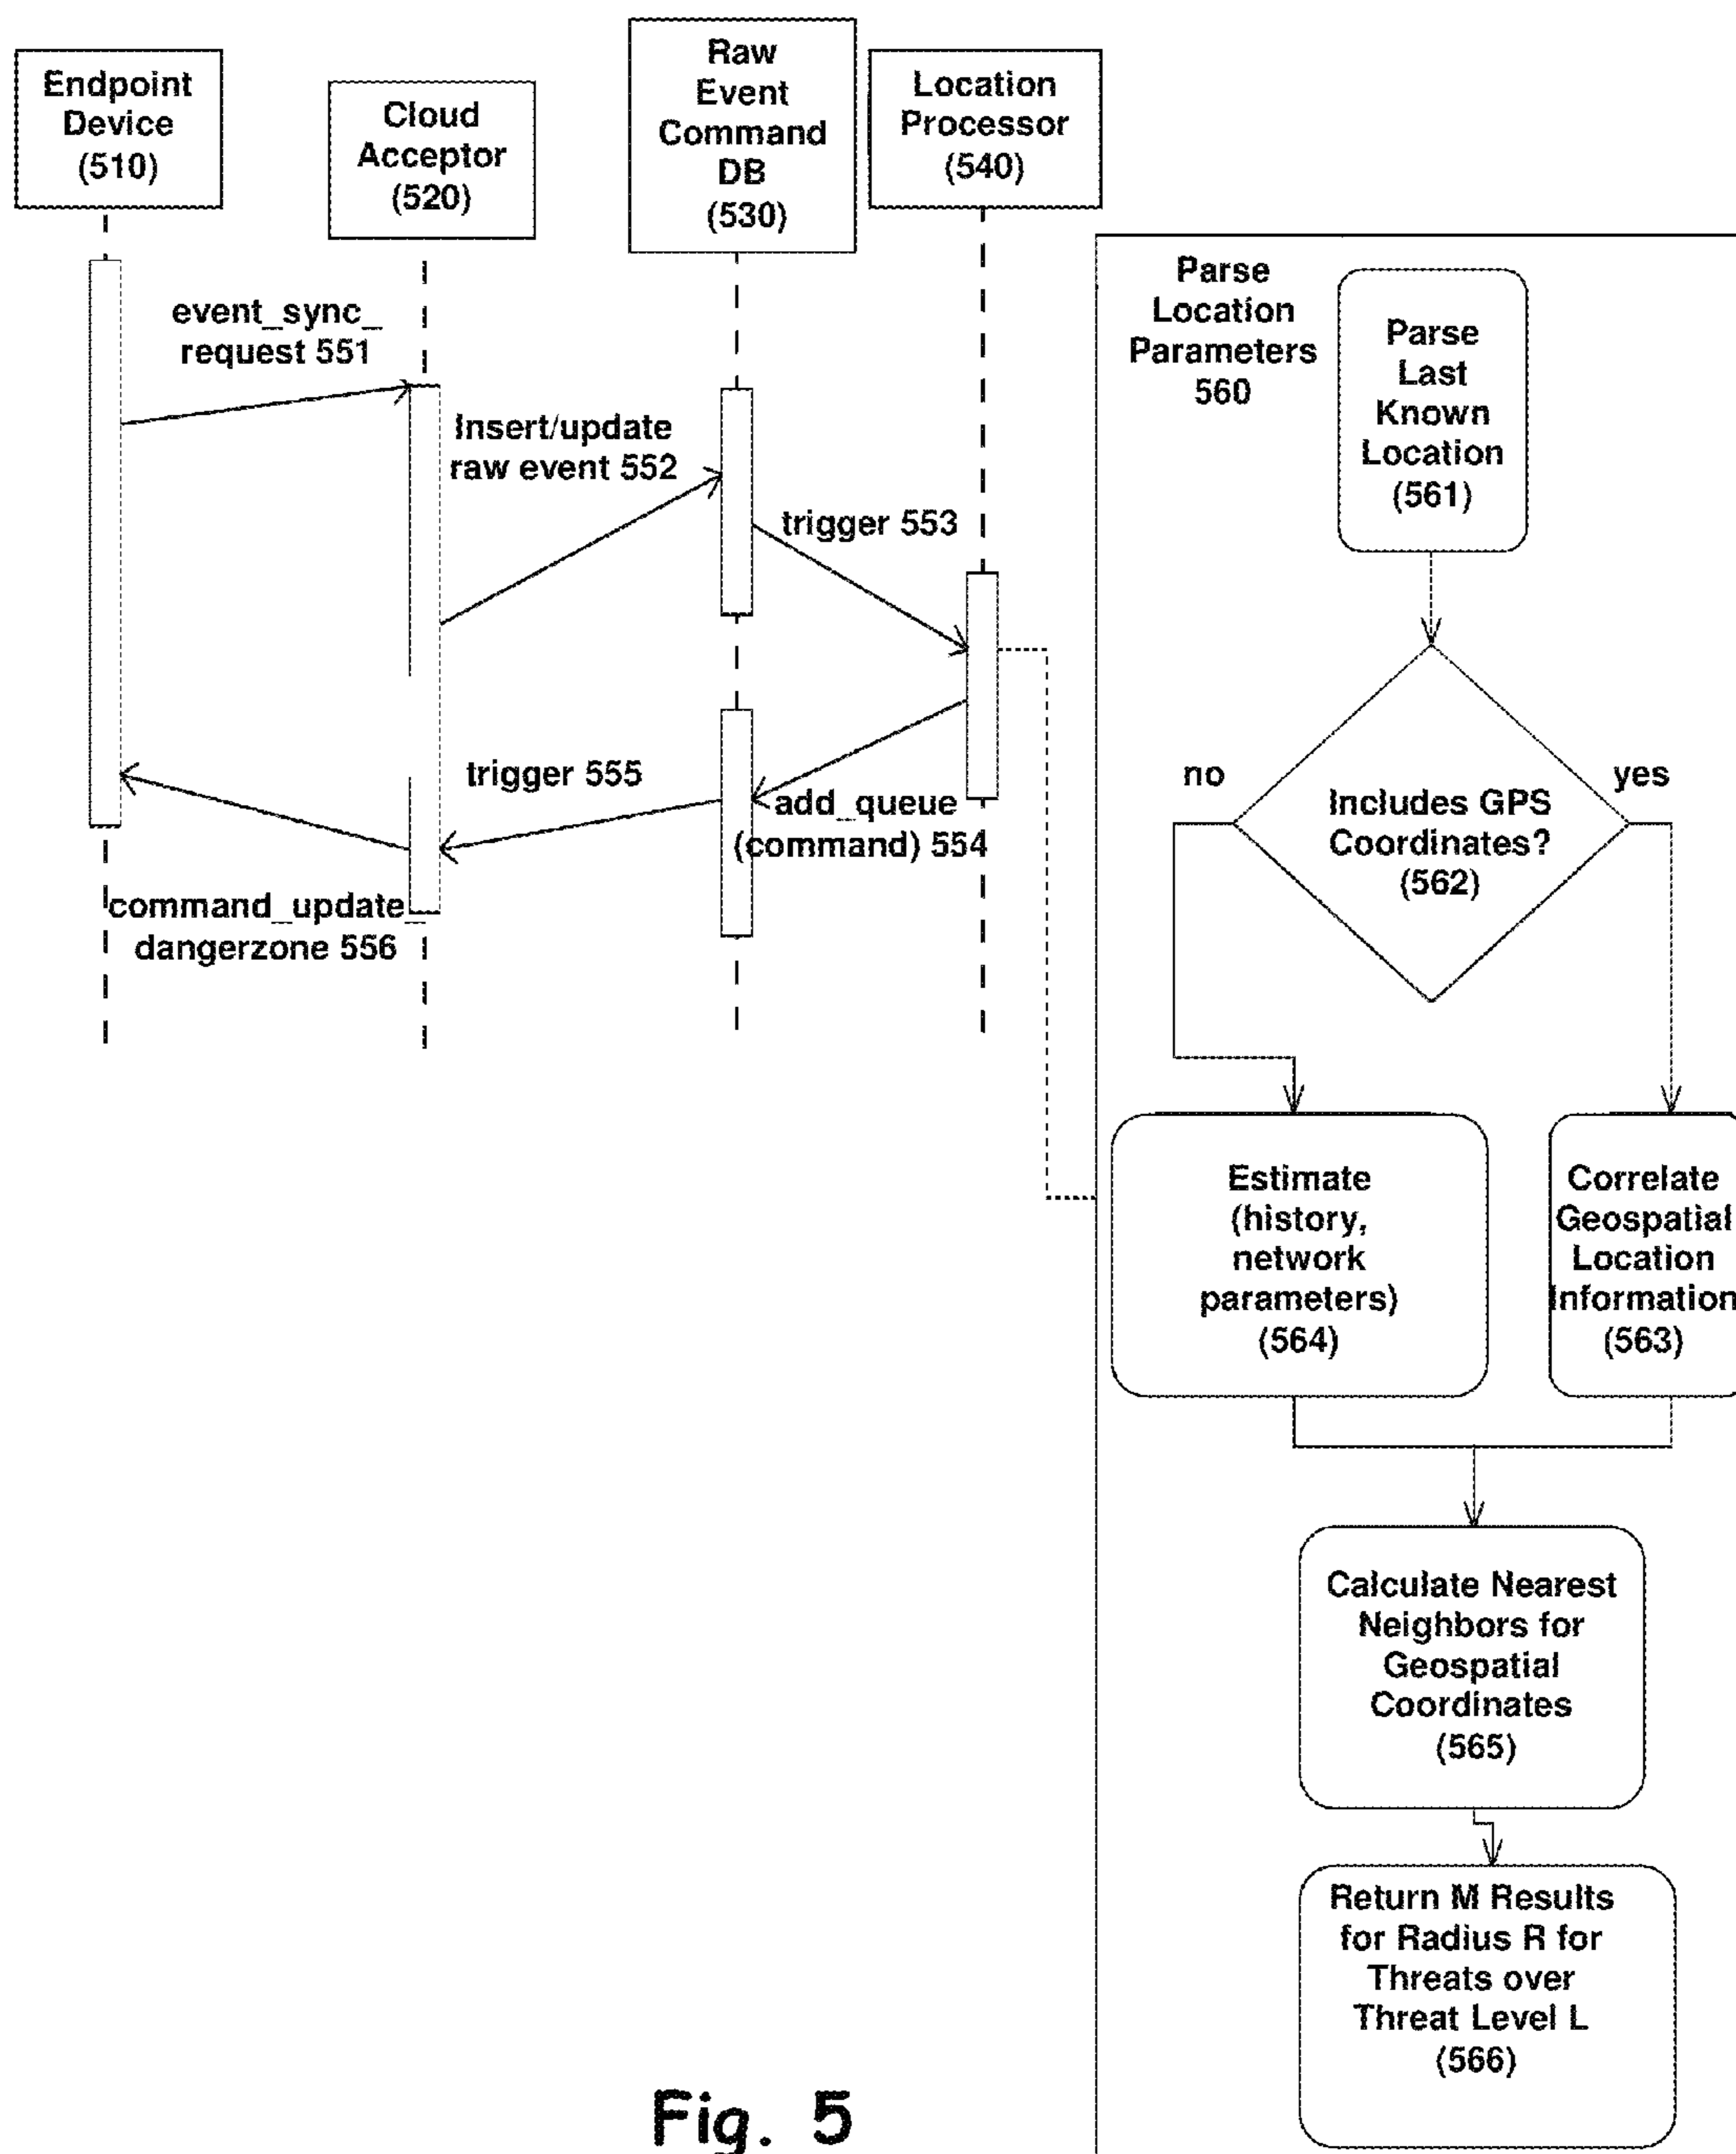 Endpoint
Device
(510)
Cloud
Acceptor
(520)
Raw
Event
Command
DB
(530)
Location
Processor
(540)
event_sync_
request 551
Insert/update
raw event 552
trigger 553
add_queue
(command) 554
trigger 555
command_update_
dangerzone 556
Parse
Location
Parameters
560
Parse
Last
Known
Location
(561)
no
Includes GPS
Coordinates?
(562)
yes
Estimate
(history,
network
parameters)
(564)
Correlate
Geospatial
Location
Information
(563)
Calculate Nearest
Neighbors for
Geospatial
Coordinates
(565)
Return M Results
for Radius R for
Threats over
Threat Level L
(566)
Fig. 5